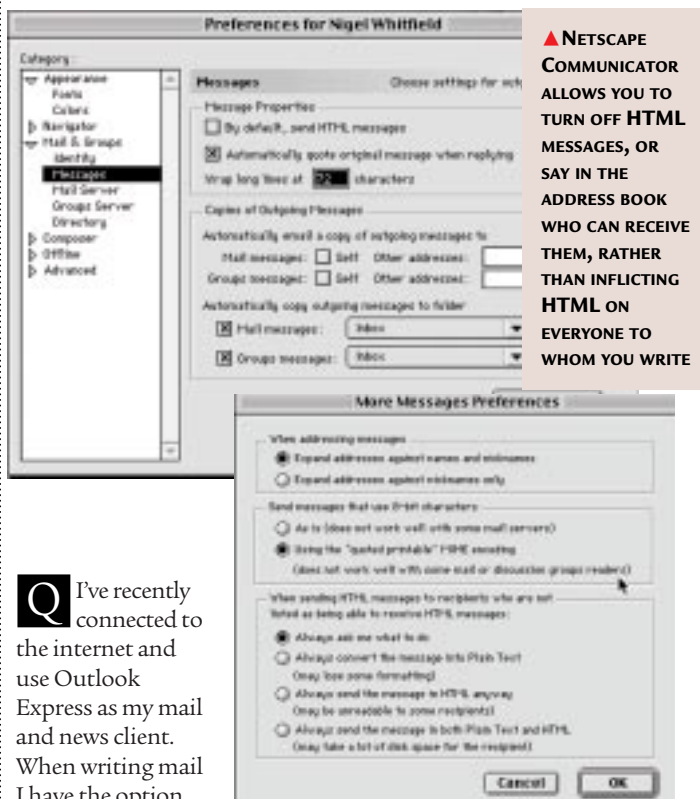 Preferences for Nigel Whitfield
Category:
Appearance
Fonts
Colors
Navigator
Mail & Groups
Identity
Messages
Mail Server
Groups Server
Directory
Composer
Offline
Advanced
Messages
Choose settings for
Message Properties
By default, send HTML messages
Automatically quote original message when replying
Wrap long lines at 72 characters
Copies of Outgoing Messages
Automatically email a copy of outgoing messages to
Mail messages: Self Other addresses:
Groups messages: Self Other addresses:
Automatically copy outgoing messages to folder
Mail messages: Inbox
Groups messages: Inbox
▲NETSCAPE
COMMUNICATOR
ALLOWS YOU TO
TURN OFF HTML
MESSAGES, OR
SAY IN THE
ADDRESS BOOK
WHO CAN RECEIVE
THEM, RATHER
THAN INFLICTING
HTML ON
EVERYONE TO
WHOM YOU WRITE
More Messages Preferences
When addressing messages
Expand addresses against names and nicknames
Expand addresses against nicknames only
Send messages that use 8-bit characters
As is (does not work well with some mail servers)
Using the "quoted printable" MIME encoding
(does not work well with some mail or discussion groups readers)
When sending HTML messages to recipients who are not
listed as being able to receive HTML messages:
Always ask me what to do
Always convert the message into Plain Text
(may lose some formatting)
Always send the message in HTML anyway
(may be unreadable to some recipients)
Always send the message in both Plain Text and HTML
(may take a lot of disk space for the recipient)
Cancel OK
Q I've recently
connected to
the internet and
use Outlook
Express as my mail
and news client.
When writing mail
I have the option